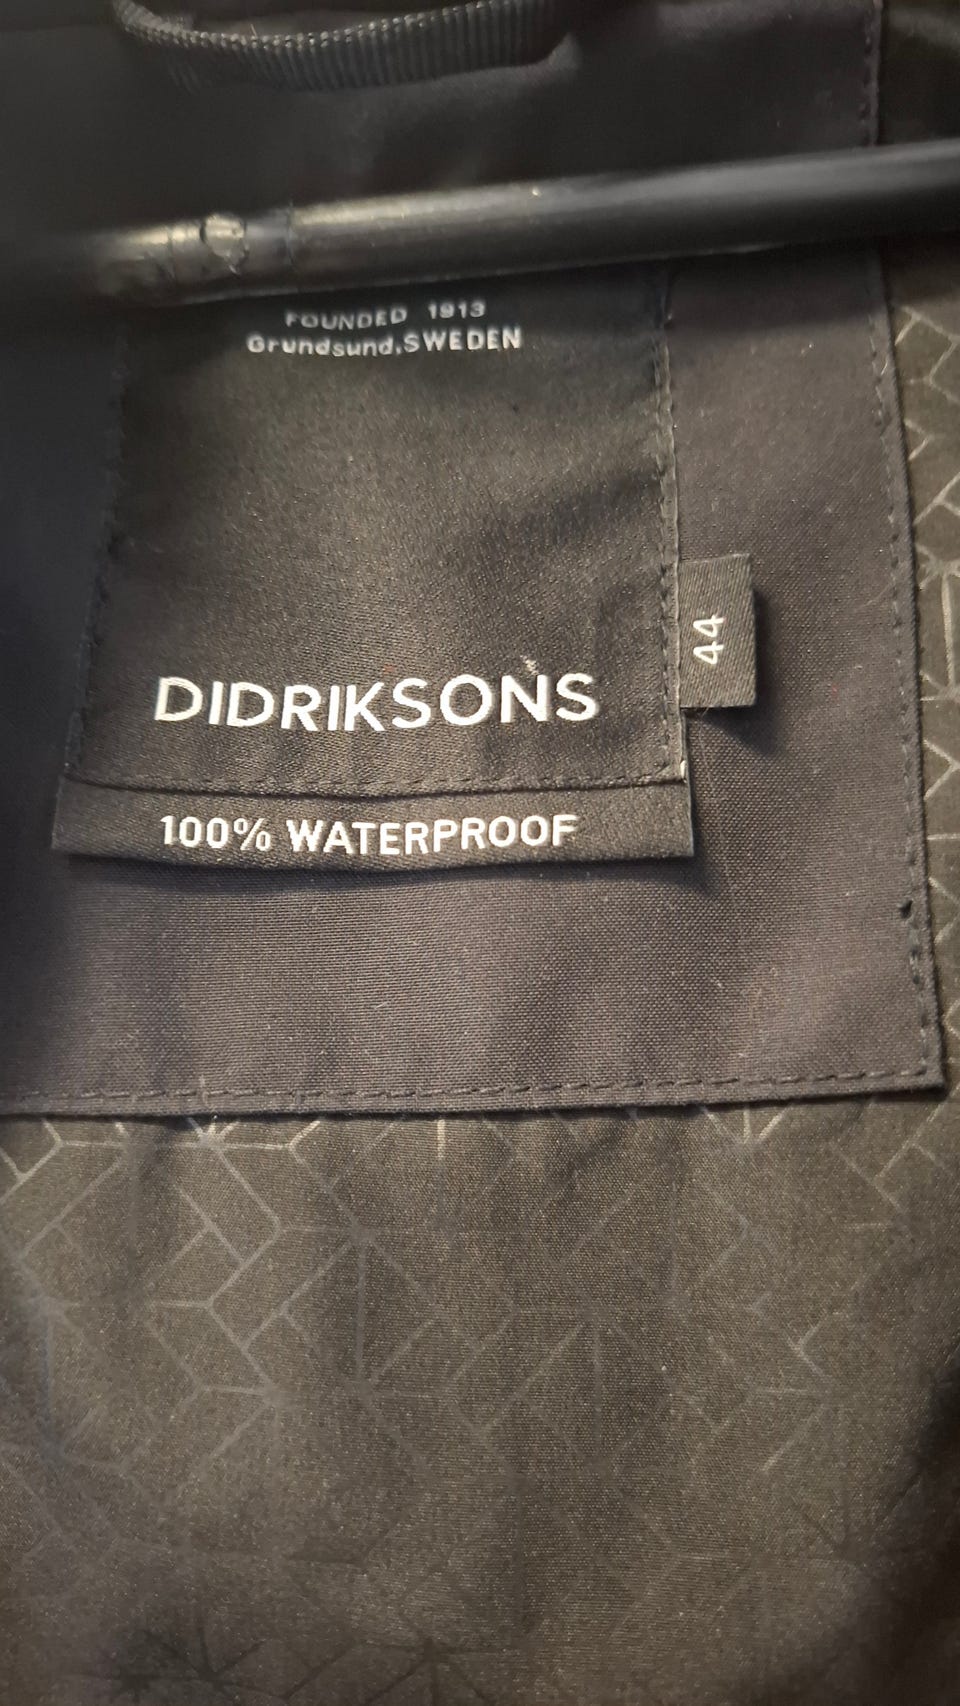 FOUNDED 1913
Grundsund,SWEDEN
DIDRIKSONS
44
100% WATERPROOF